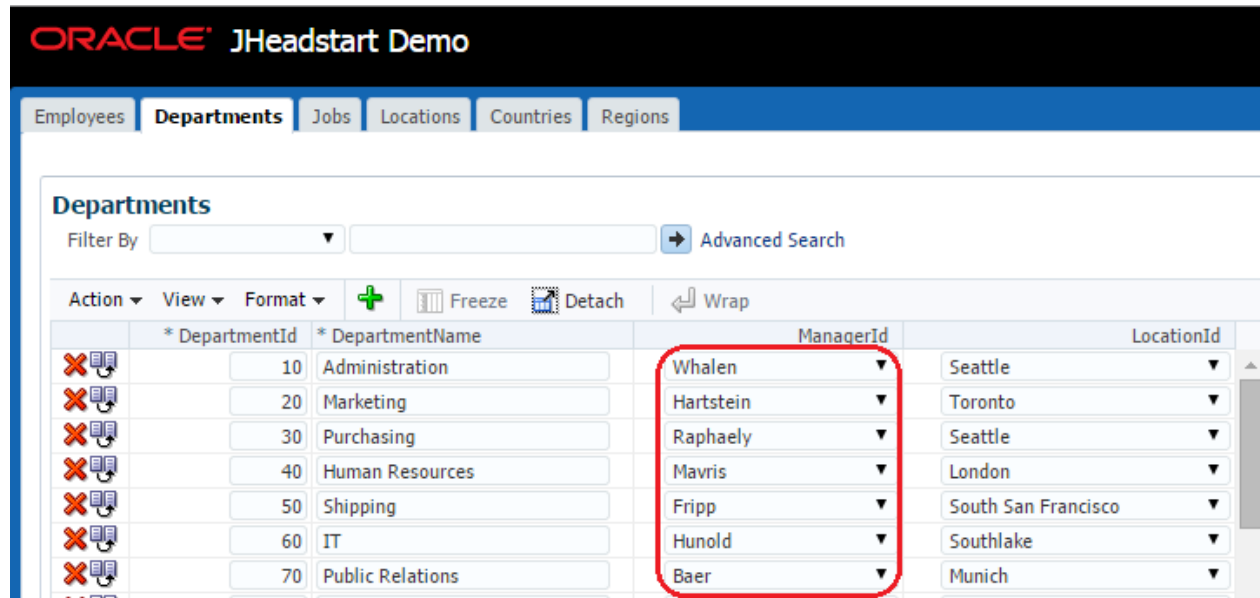 ORACLE JHeadstart Demo
Employees Departments Jobs Locations Countries Regions
Departments
Filter By Advanced Search
Action View Format Freeze Detach Wrap
* DepartmentId * DepartmentName ManagerId LocationId
10 Administration Whalen Seattle
20 Marketing Hartstein Toronto
30 Purchasing Raphaely Seattle
40 Human Resources Mavris London
50 Shipping Fripp South San Francisco
60 IT Hunold Southlake
70 Public Relations Baer Munich